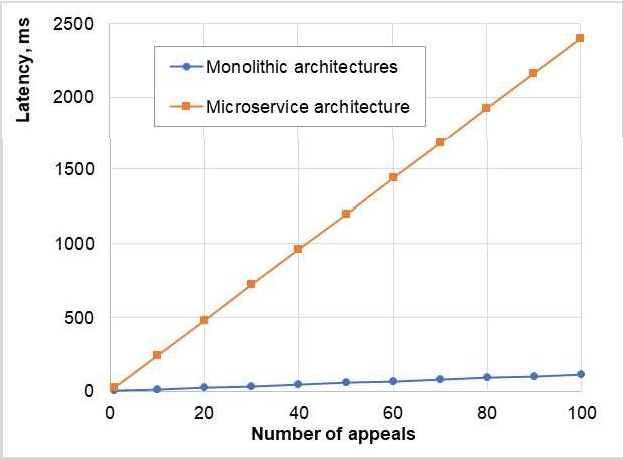 Latency, ms
2500
2000
1500
1000
500
0
Monolithic architectures
Microservice architecture
0 20 40 60 80 100
Number of appeals